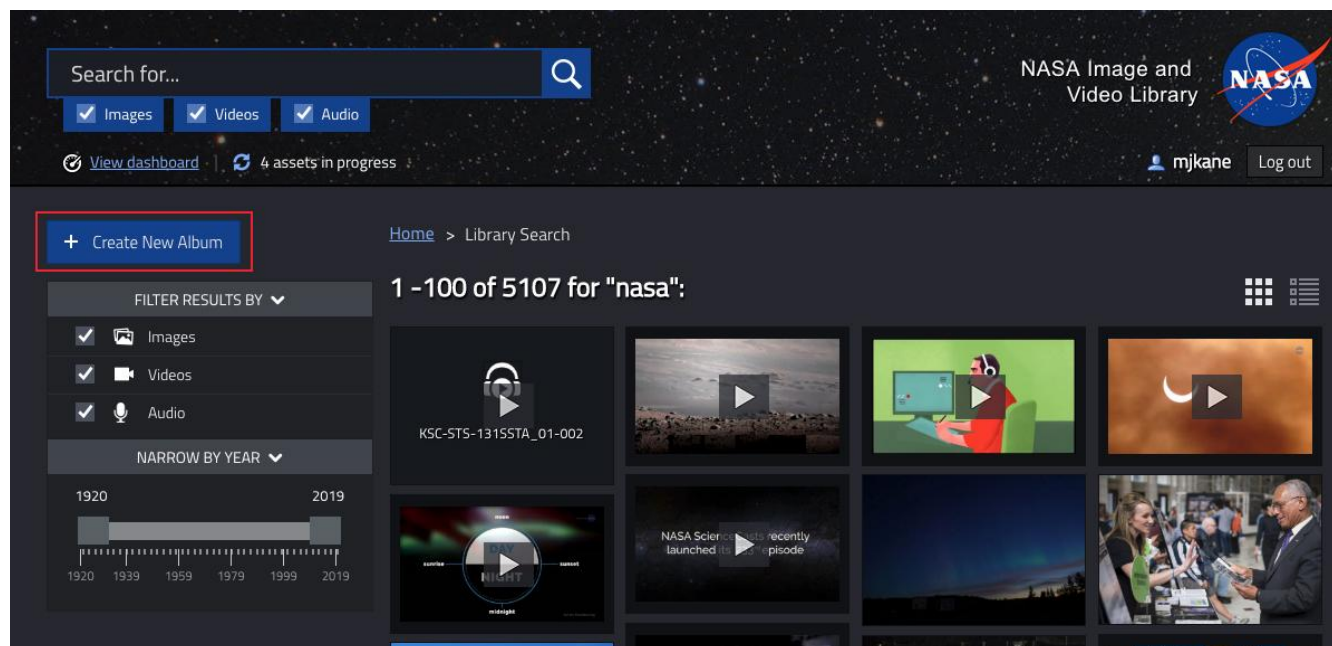 Search for...
Images Videos Audio
View dashboard | 4 assets in progress
NASA Image and
Video Library
NASA
mjkane Log out
+ Create New Album
Home > Library Search
1 -100 of 5107 for "nasa":
FILTER RESULTS BY
Images
Videos
Audio
NARROW BY YEAR
1920 2019
1920 1939 1959 1979 1999 2019
KSC-STS-131SSTA_01-002
noon
DAY
sunrise sunset
NIGHT
midnight
recently
launched its episode